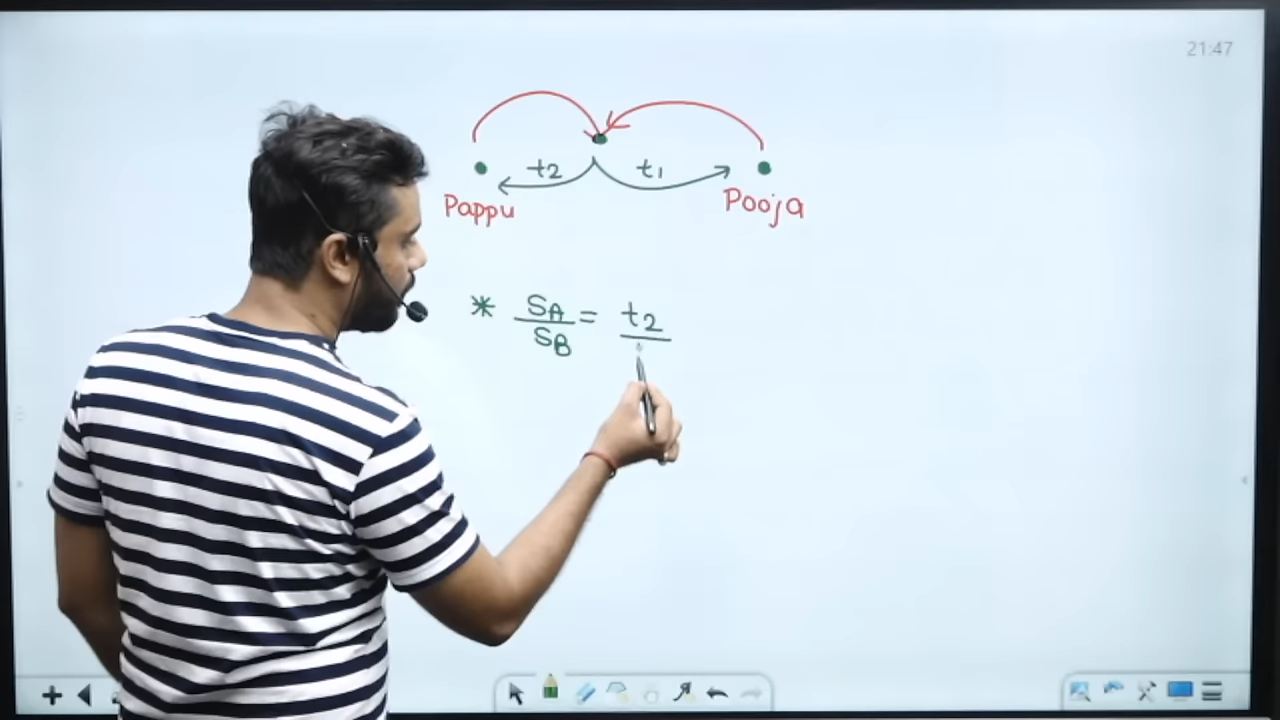 21:47
t2 t1
Pappu Pooja
* SA/SB = t2/